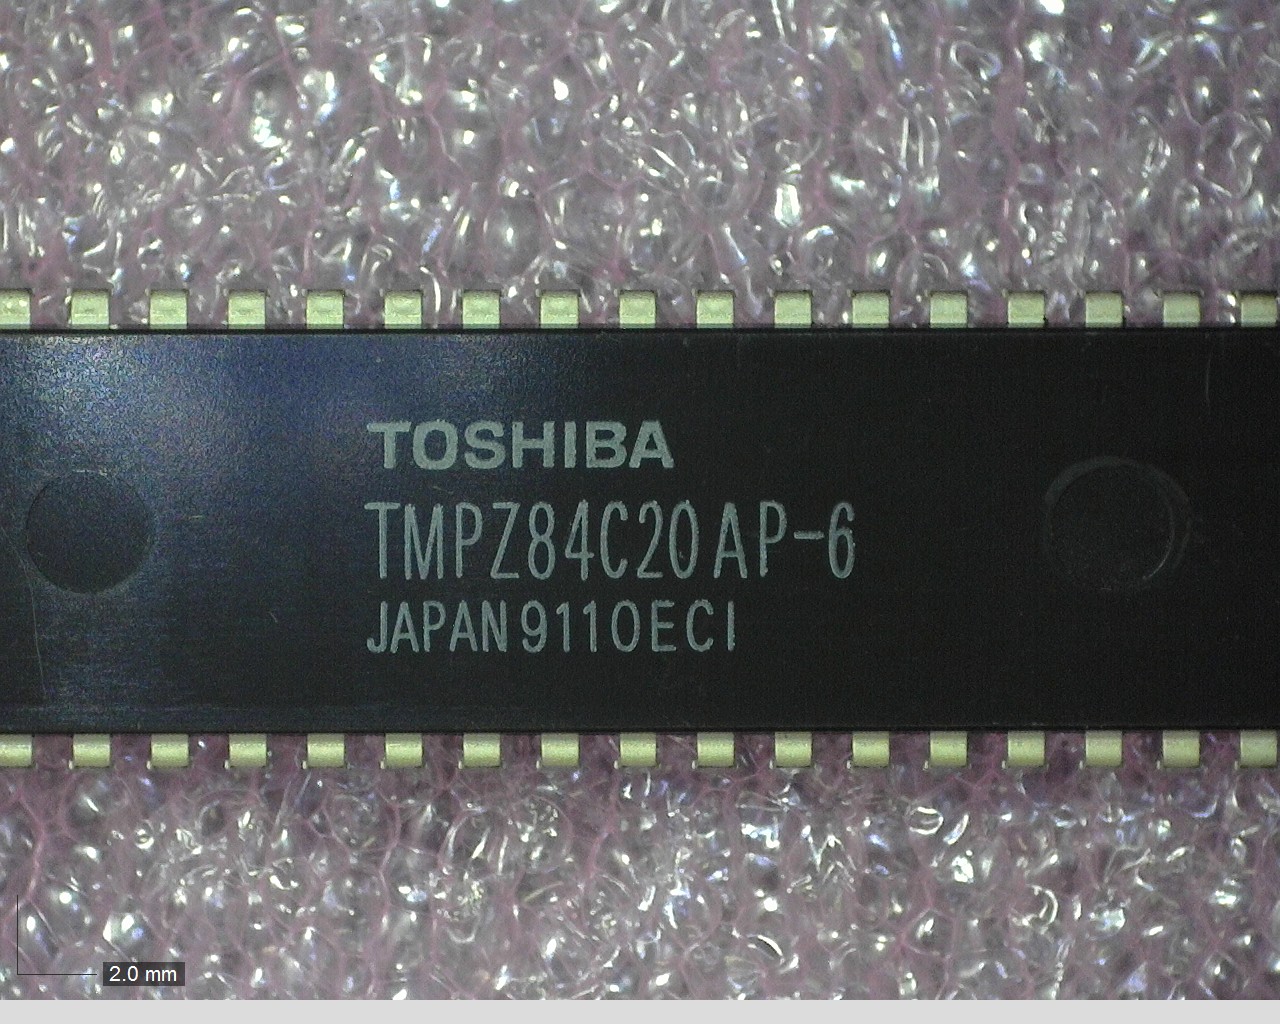 TOSHIBA
TMPZ84C20AP-6
JAPAN 9110ECI
2.0 mm